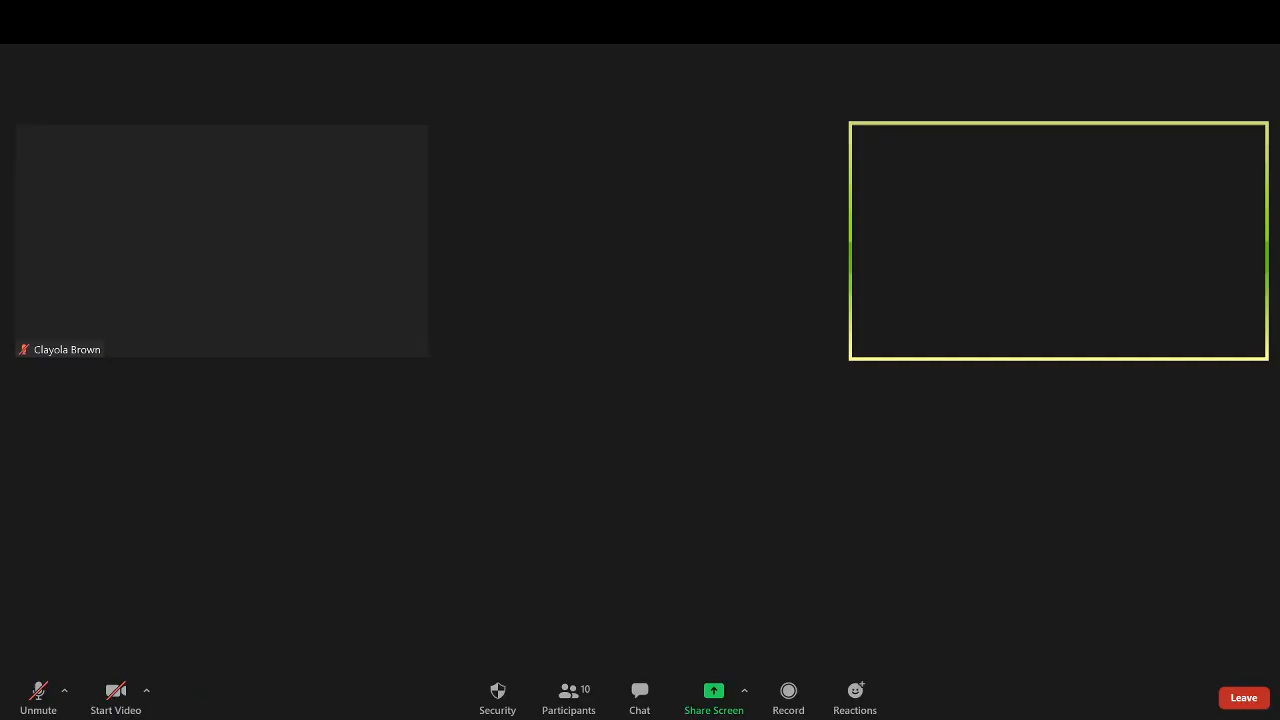 Clayola Brown
10
Unmute
Start Video
Security
Participants
Chat
Share Screen
Record
Reactions
Leave